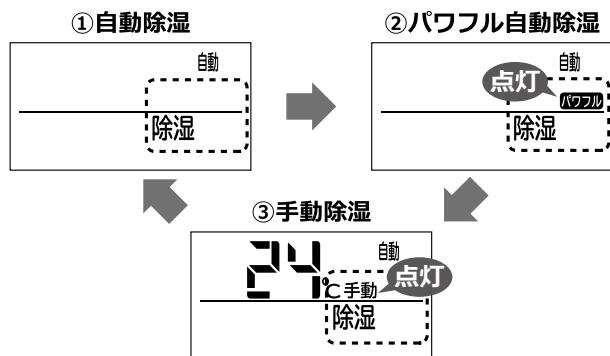 ①自動除湿
自動
除湿
②パワフル自動除湿
自動
点灯
パワフル
除湿
③手動除湿
24℃
自動
手動
点灯
除湿